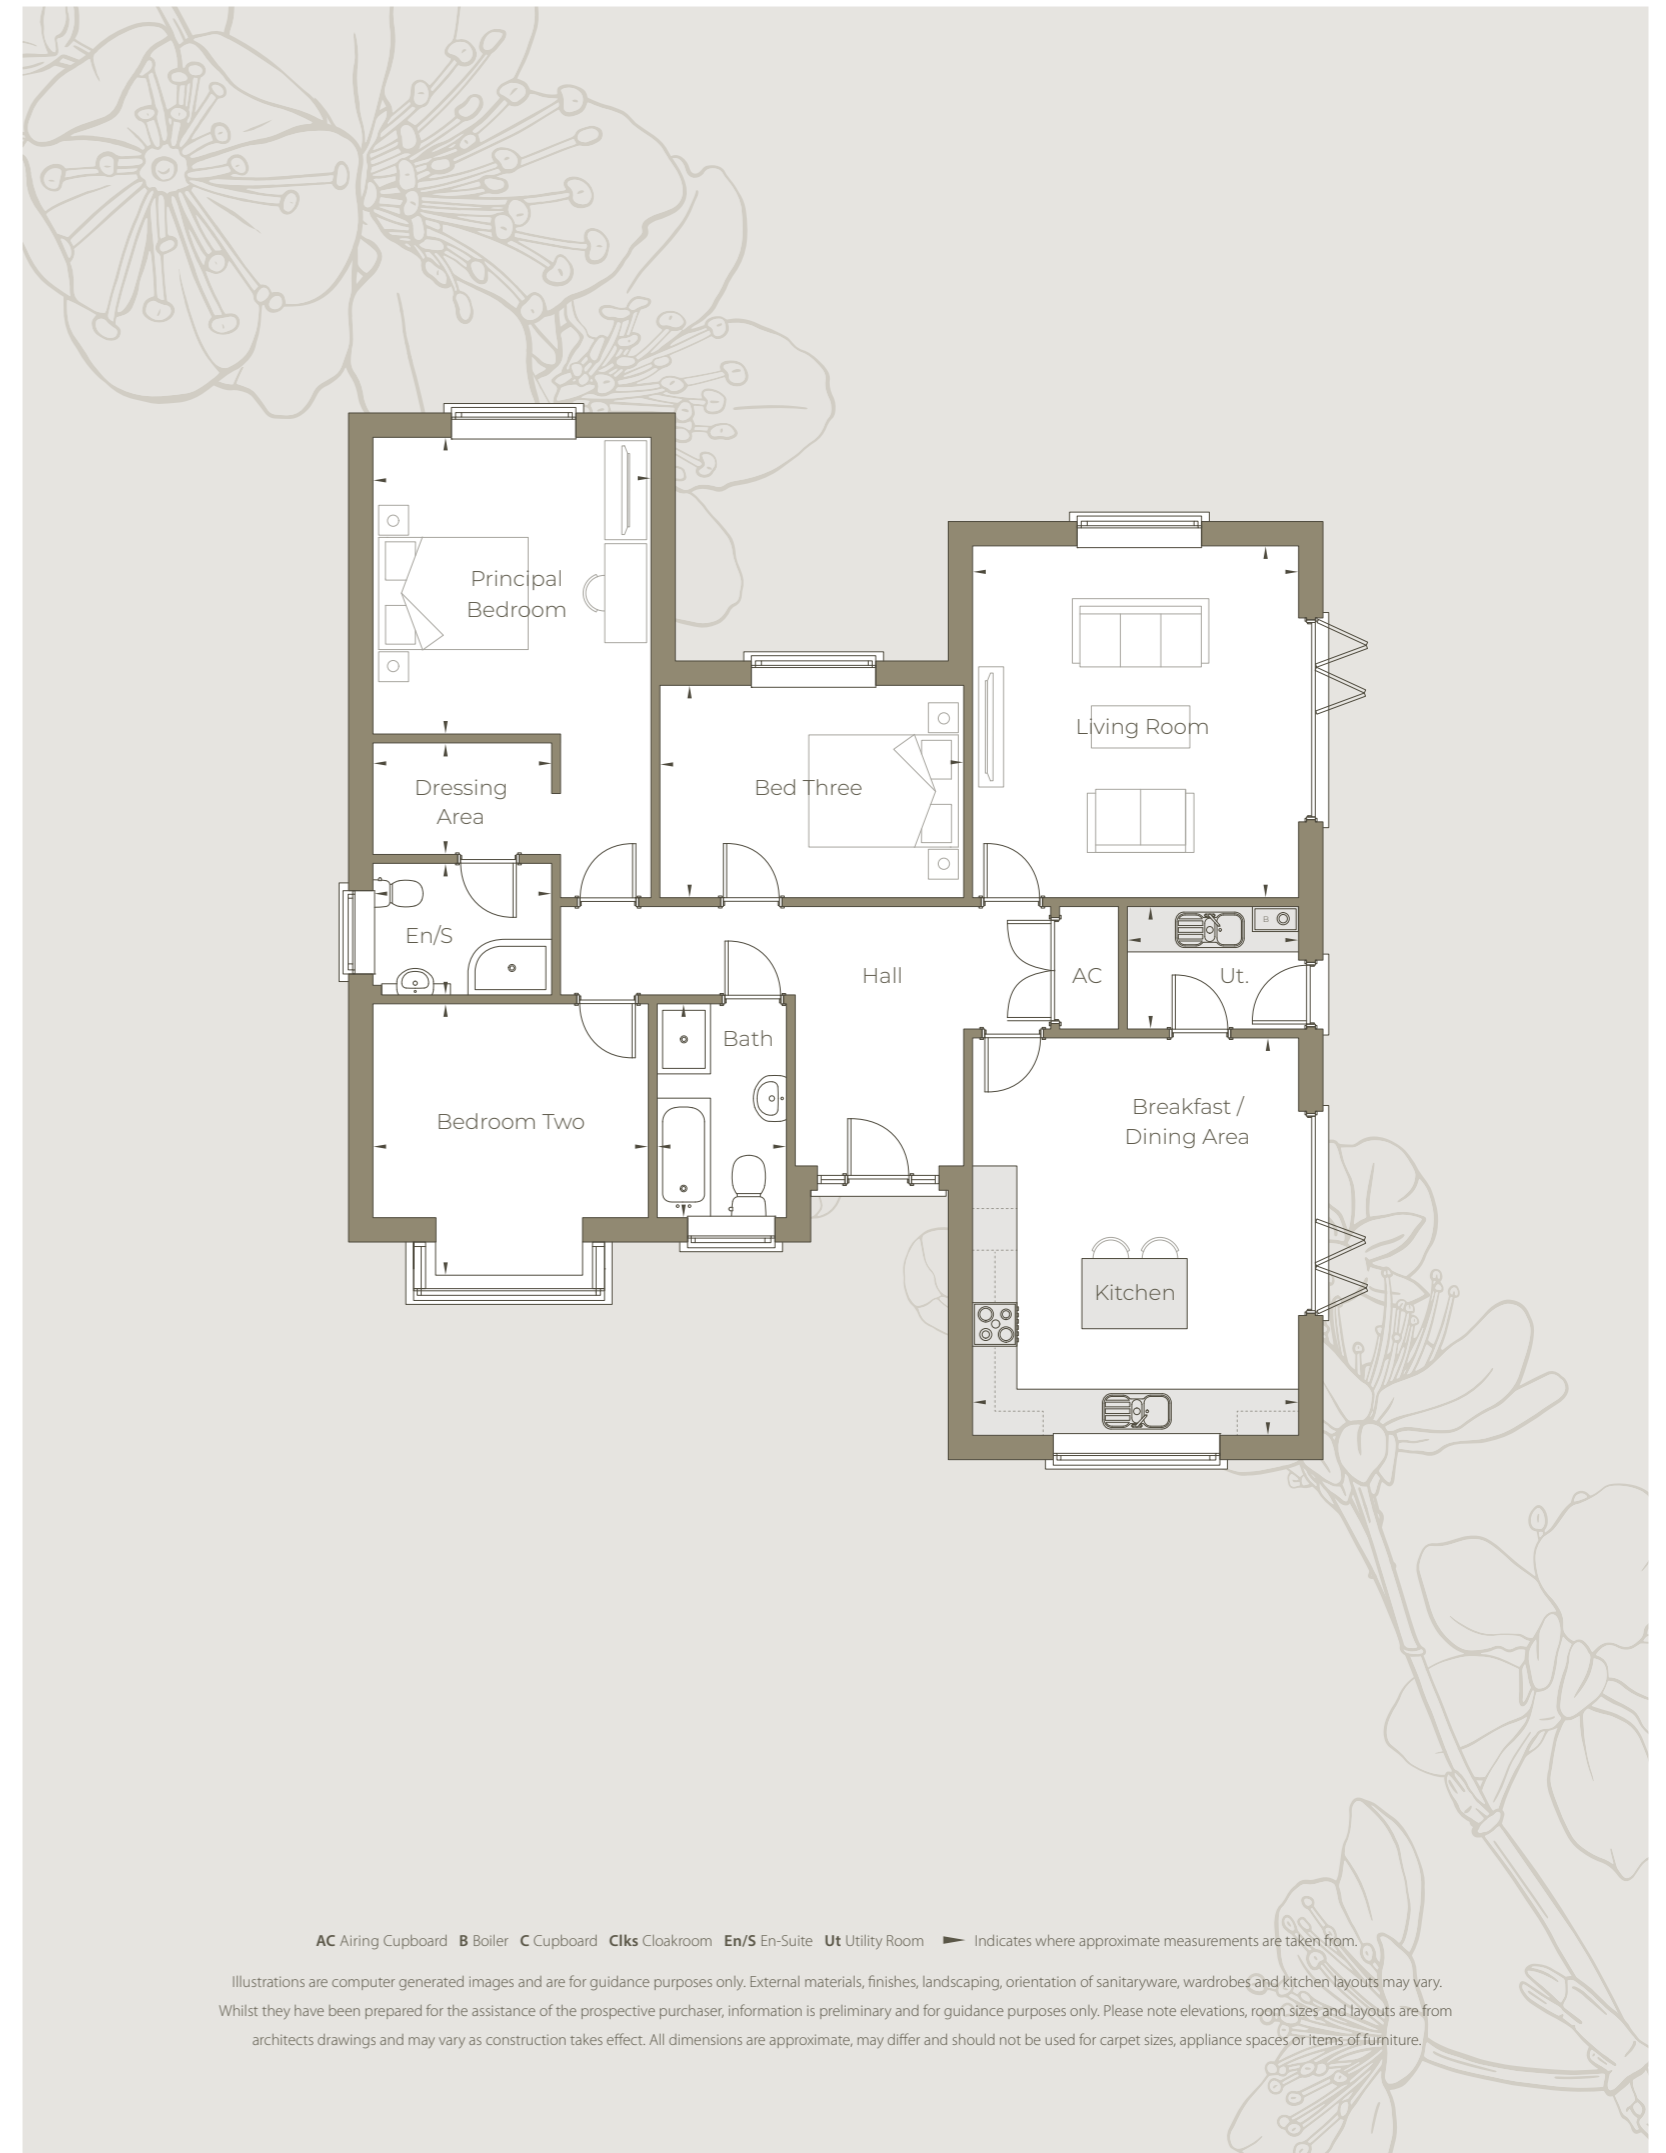 Principal
Bedroom
Living Room
Dressing
Area
Bed Three
En/S
Hall
AC
Ut.
B
Bath
Bedroom Two
Breakfast /
Dining Area
Kitchen
AC Airing Cupboard B Boiler C Cupboard Clks Cloakroom En/S En-Suite Ut Utility Room ► Indicates where approximate measurements are taken from.
Illustrations are computer generated images and are for guidance purposes only. External materials, finishes, landscaping, orientation of sanitaryware, wardrobes and kitchen layouts may vary.
Whilst they have been prepared for the assistance of the prospective purchaser, information is preliminary and for guidance purposes only. Please note elevations, room sizes and layouts are from
architects drawings and may vary as construction takes effect. All dimensions are approximate, may differ and should not be used for carpet sizes, appliance spaces or items of furniture.